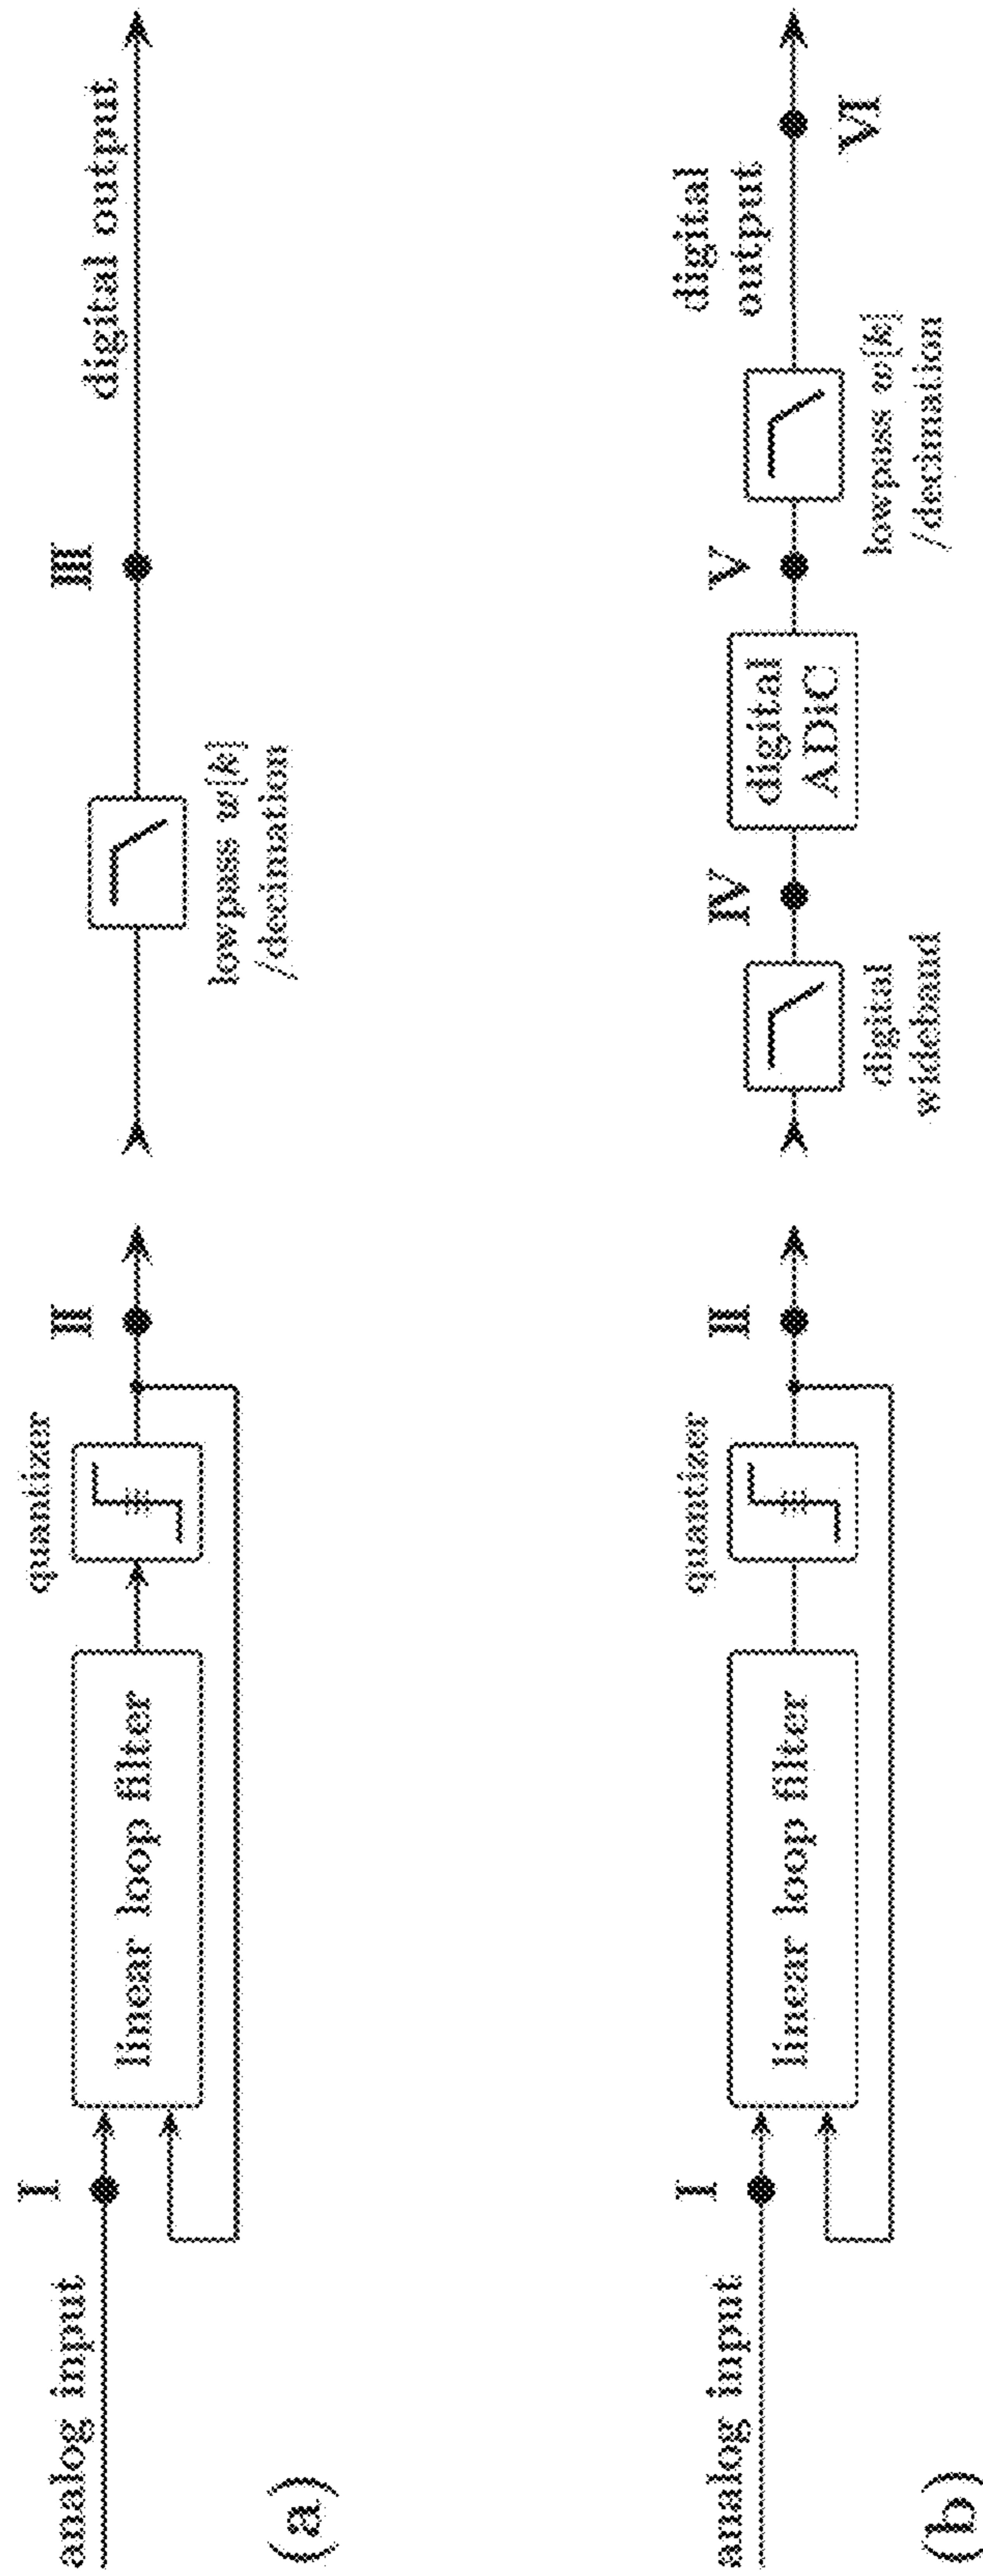 analog input
I
linear loop filter
quantizer
II
lowpass w[k]
/decimation
III
digital output
(a)
analog input
I
linear loop filter
quantizer
II
digital
wideband
IV
digital
ADiC
V
lowpass w[k]
/decimation
digital
output
VI
(b)